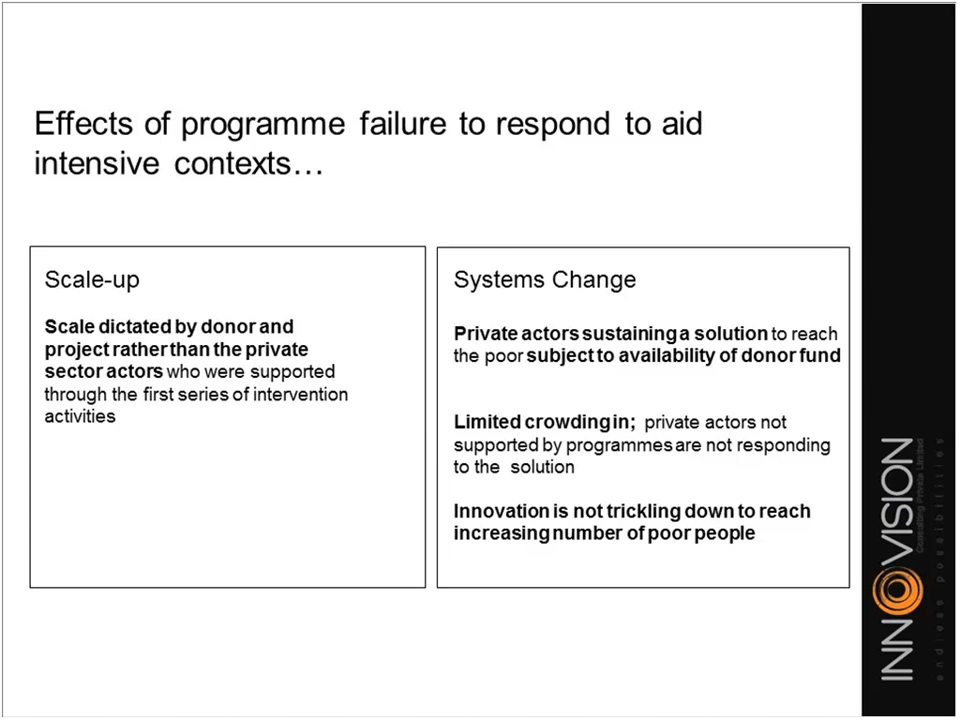 Effects of programme failure to respond to aid
intensive contexts…
Scale-up
Scale dictated by donor and
project rather than the private
sector actors who were supported
through the first series of intervention
activities
Systems Change
Private actors sustaining a solution to reach
the poor subject to availability of donor fund
Limited crowding in; private actors not
supported by programmes are not responding
to the solution
Innovation is not trickling down to reach
increasing number of poor people
INNOVISION
Consulting Private Limited
endless possibilities